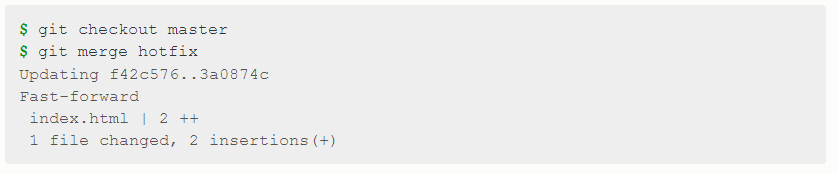 $ git checkout master
$ git merge hotfix
Updating f42c576..3a0874c
Fast-forward
 index.html | 2 ++
 1 file changed, 2 insertions(+)